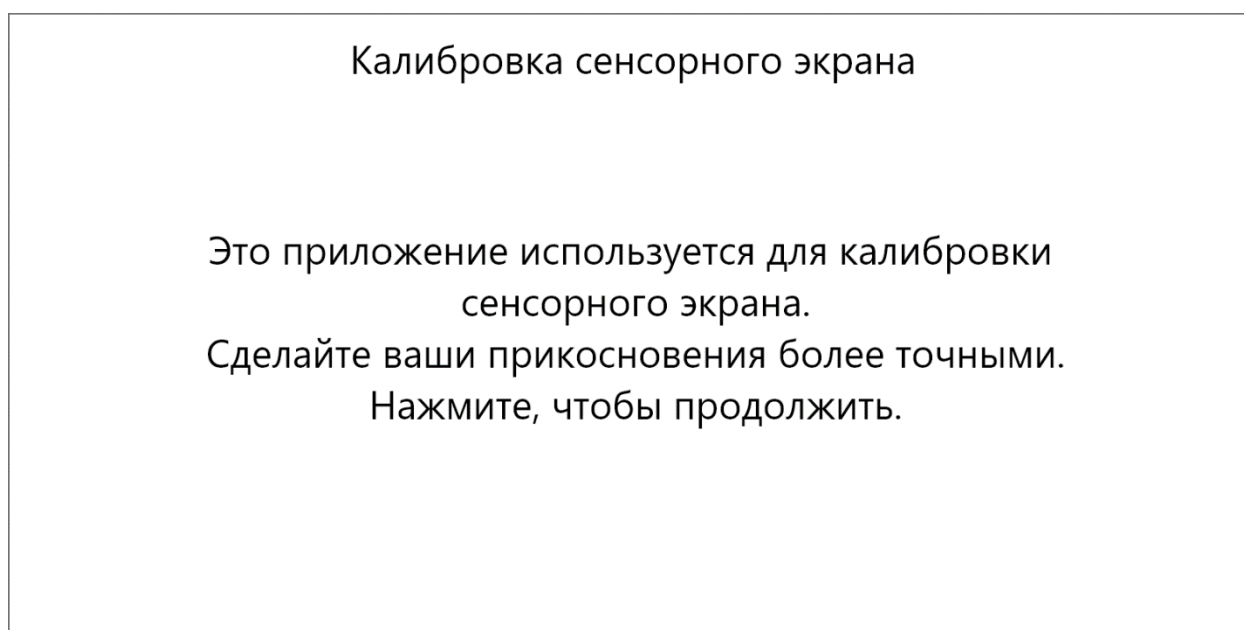 Калибровка сенсорного экрана
Это приложение используется для калибровки
сенсорного экрана.
Сделайте ваши прикосновения более точными.
Нажмите, чтобы продолжить.